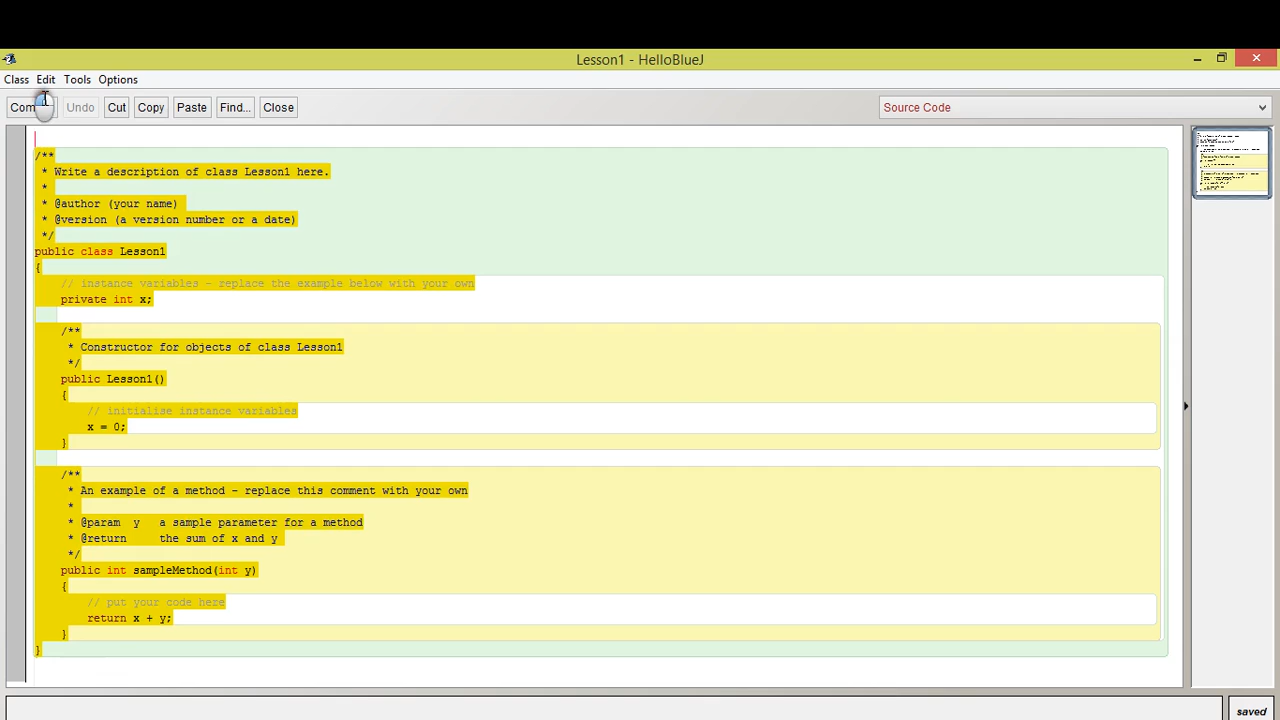 Lesson1 - HelloBlueJ
Class Edit Tools Options
Undo Cut Copy Paste Find... Close Source Code
/**
 * Write a description of class Lesson1 here.
 *
 * @author (your name)
 * @version (a version number or a date)
 */
public class Lesson1
{
    // instance variables - replace the example below with your own
    private int x;
    /**
     * Constructor for objects of class Lesson1
     */
    public Lesson1()
    {
        // initialise instance variables
        x = 0;
    }
    /**
     * An example of a method - replace this comment with your own
     *
     * @param  y   a sample parameter for a method
     * @return     the sum of x and y
     */
    public int sampleMethod(int y)
    {
        // put your code here
        return x + y;
    }
}
saved